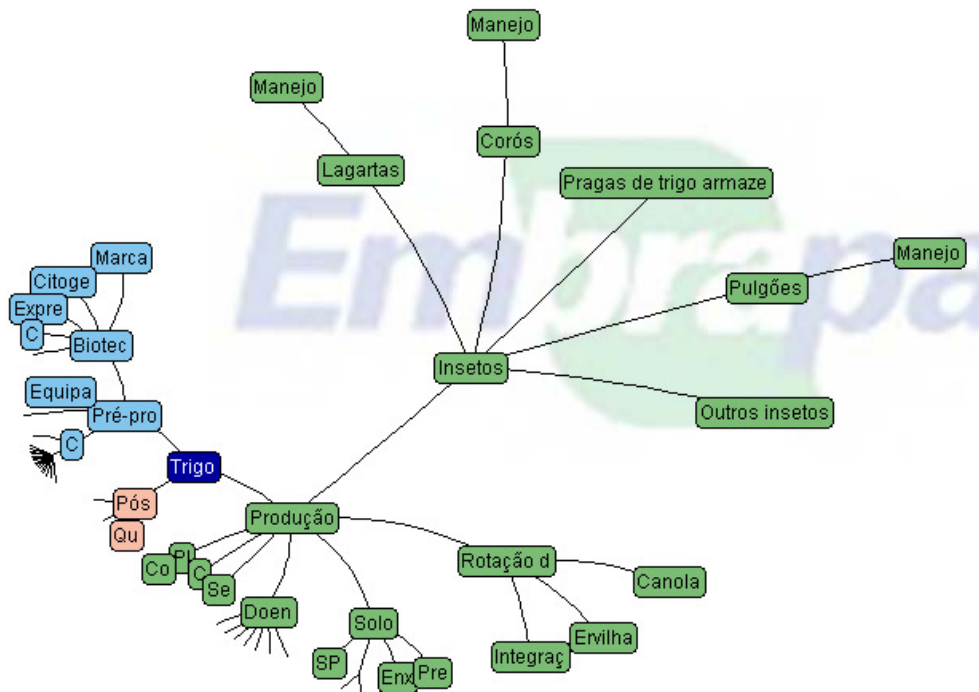 Manejo
Manejo
Corós
Lagartas
Pragas de trigo armaze
Embrapa
Manejo
Pulgões
Marca
Citoge
Expre
C
Biotec
Insetos
Equipa
Pré-pro
Outros insetos
C
Trigo
Pós
Produção
Qu
Pl
Rotação d
Co
C
Se
Canola
Doen
Solo
Ervilha
SP
Integraç
Enx
Pre